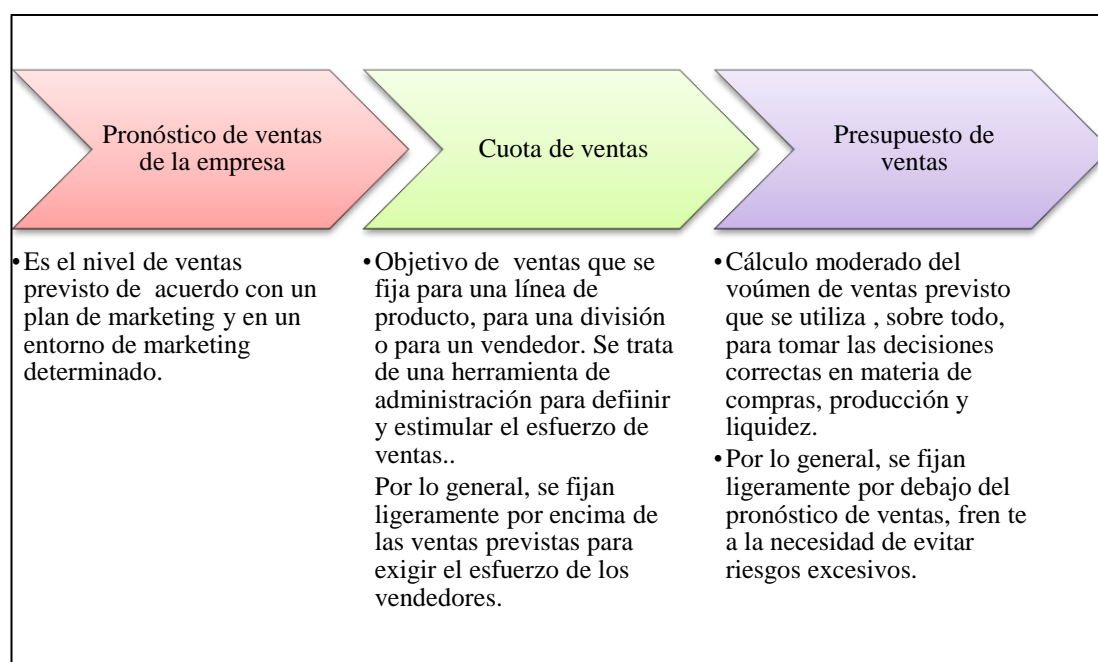 Pronóstico de ventas
de la empresa
Cuota de ventas
Presupuesto de
ventas
•Es el nivel de ventas
previsto de  acuerdo con un
plan de marketing y en un
entorno de marketing
determinado.
•Objetivo de  ventas que se
fija para una línea de
producto, para una división
o para un vendedor. Se trata
de una herramienta de
administración para defiinir
y estimular el esfuerzo de
ventas..
Por lo general, se fijan
ligeramente por encima de
las ventas previstas para
exigir el esfuerzo de los
vendedores.
•Cálculo moderado del
voúmen de ventas previsto
que se utiliza , sobre todo,
para tomar las decisiones
correctas en materia de
compras, producción y
liquidez.
•Por lo general, se fijan
ligeramente por debajo del
pronóstico de ventas, fren te
a la necesidad de evitar
riesgos excesivos.